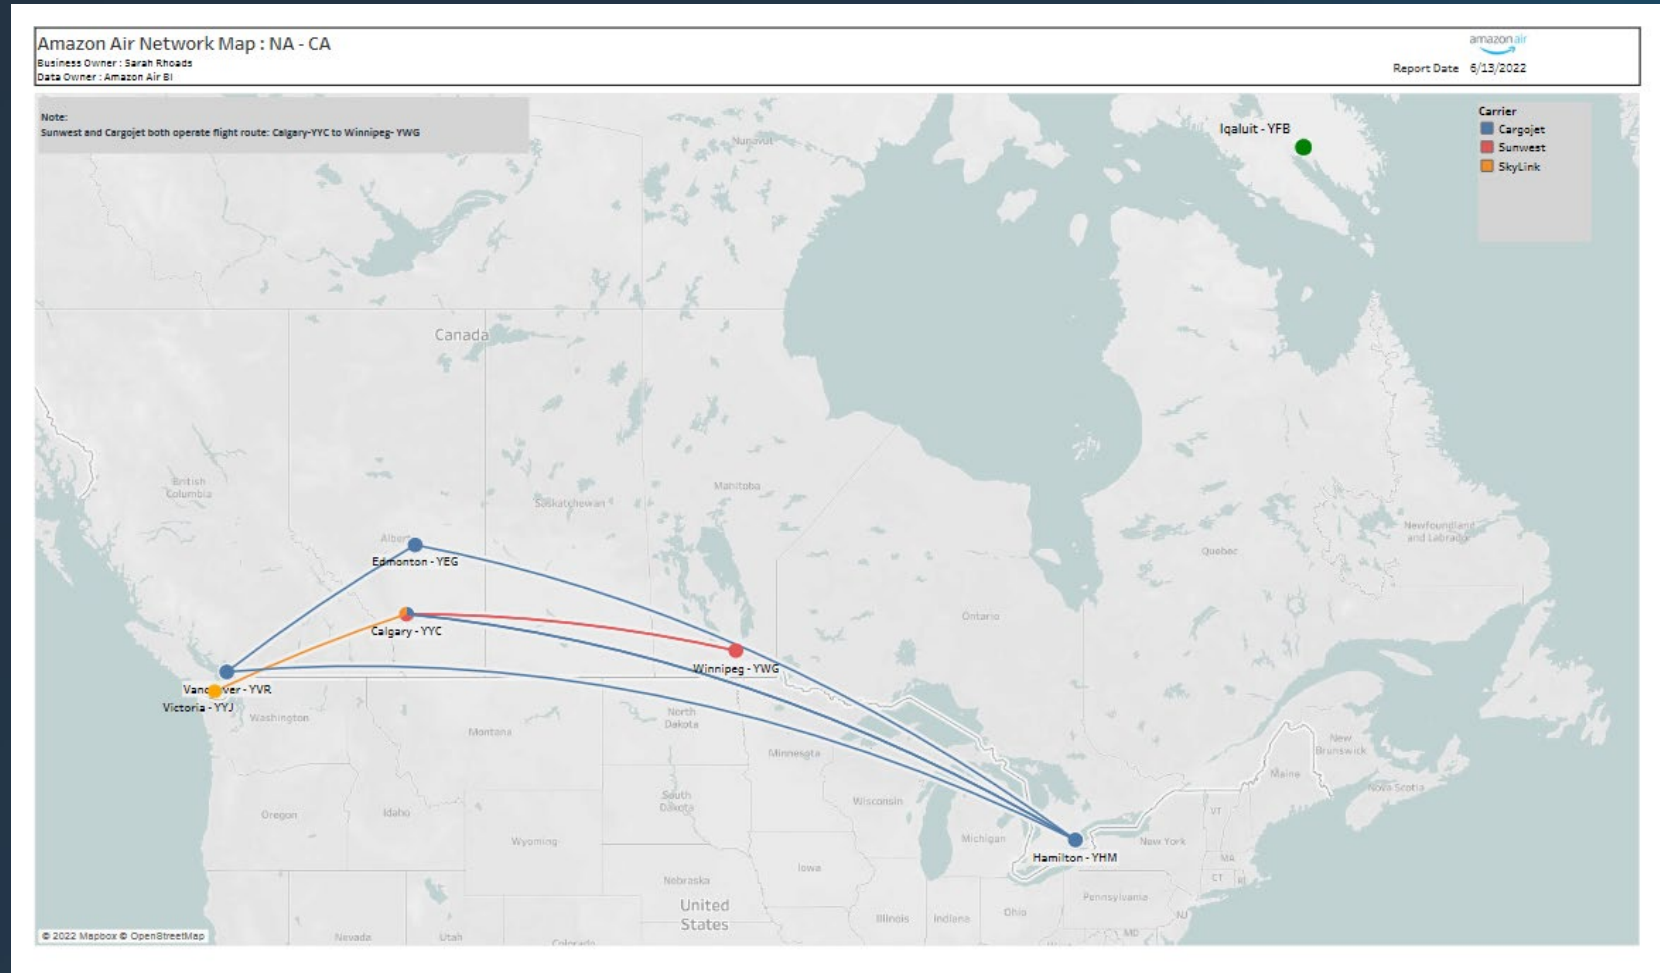 Amazon Air Network Map : NA - CA
Business Owner : Sarah Rhoads
Data Owner : Amazon Air BI
amazon air
Report Date 6/13/2022
Note:
Sunwest and Cargojet both operate flight route: Calgary-YYC to Winnipeg- YWG
Carrier
Cargojet
Sunwest
SkyLink
Iqaluit - YFB
Nunavut
Canada
British
Columbia
Saskatchewan
Manitoba
Newfoundland
and Labrador
Quebec
Edmonton - YEG
Ontario
Calgary - YYC
Winnipeg - YWG
Victoria - YYJ
Washington
North
Dakota
Montana
Minnesota
New
Brunswick
Maine
Nova Scotia
South
Dakota
Wisconsin
Oregon
Idaho
VT
Michigan
New York
Wyoming
Hamilton - YHM
MA
Iowa
CT
RI
Nebraska
United
States
Pennsylvania
Illinois
Indiana
Ohio
NJ
MD
Nevada
Utah
Colorado
© 2022 Mapbox © OpenStreetMap